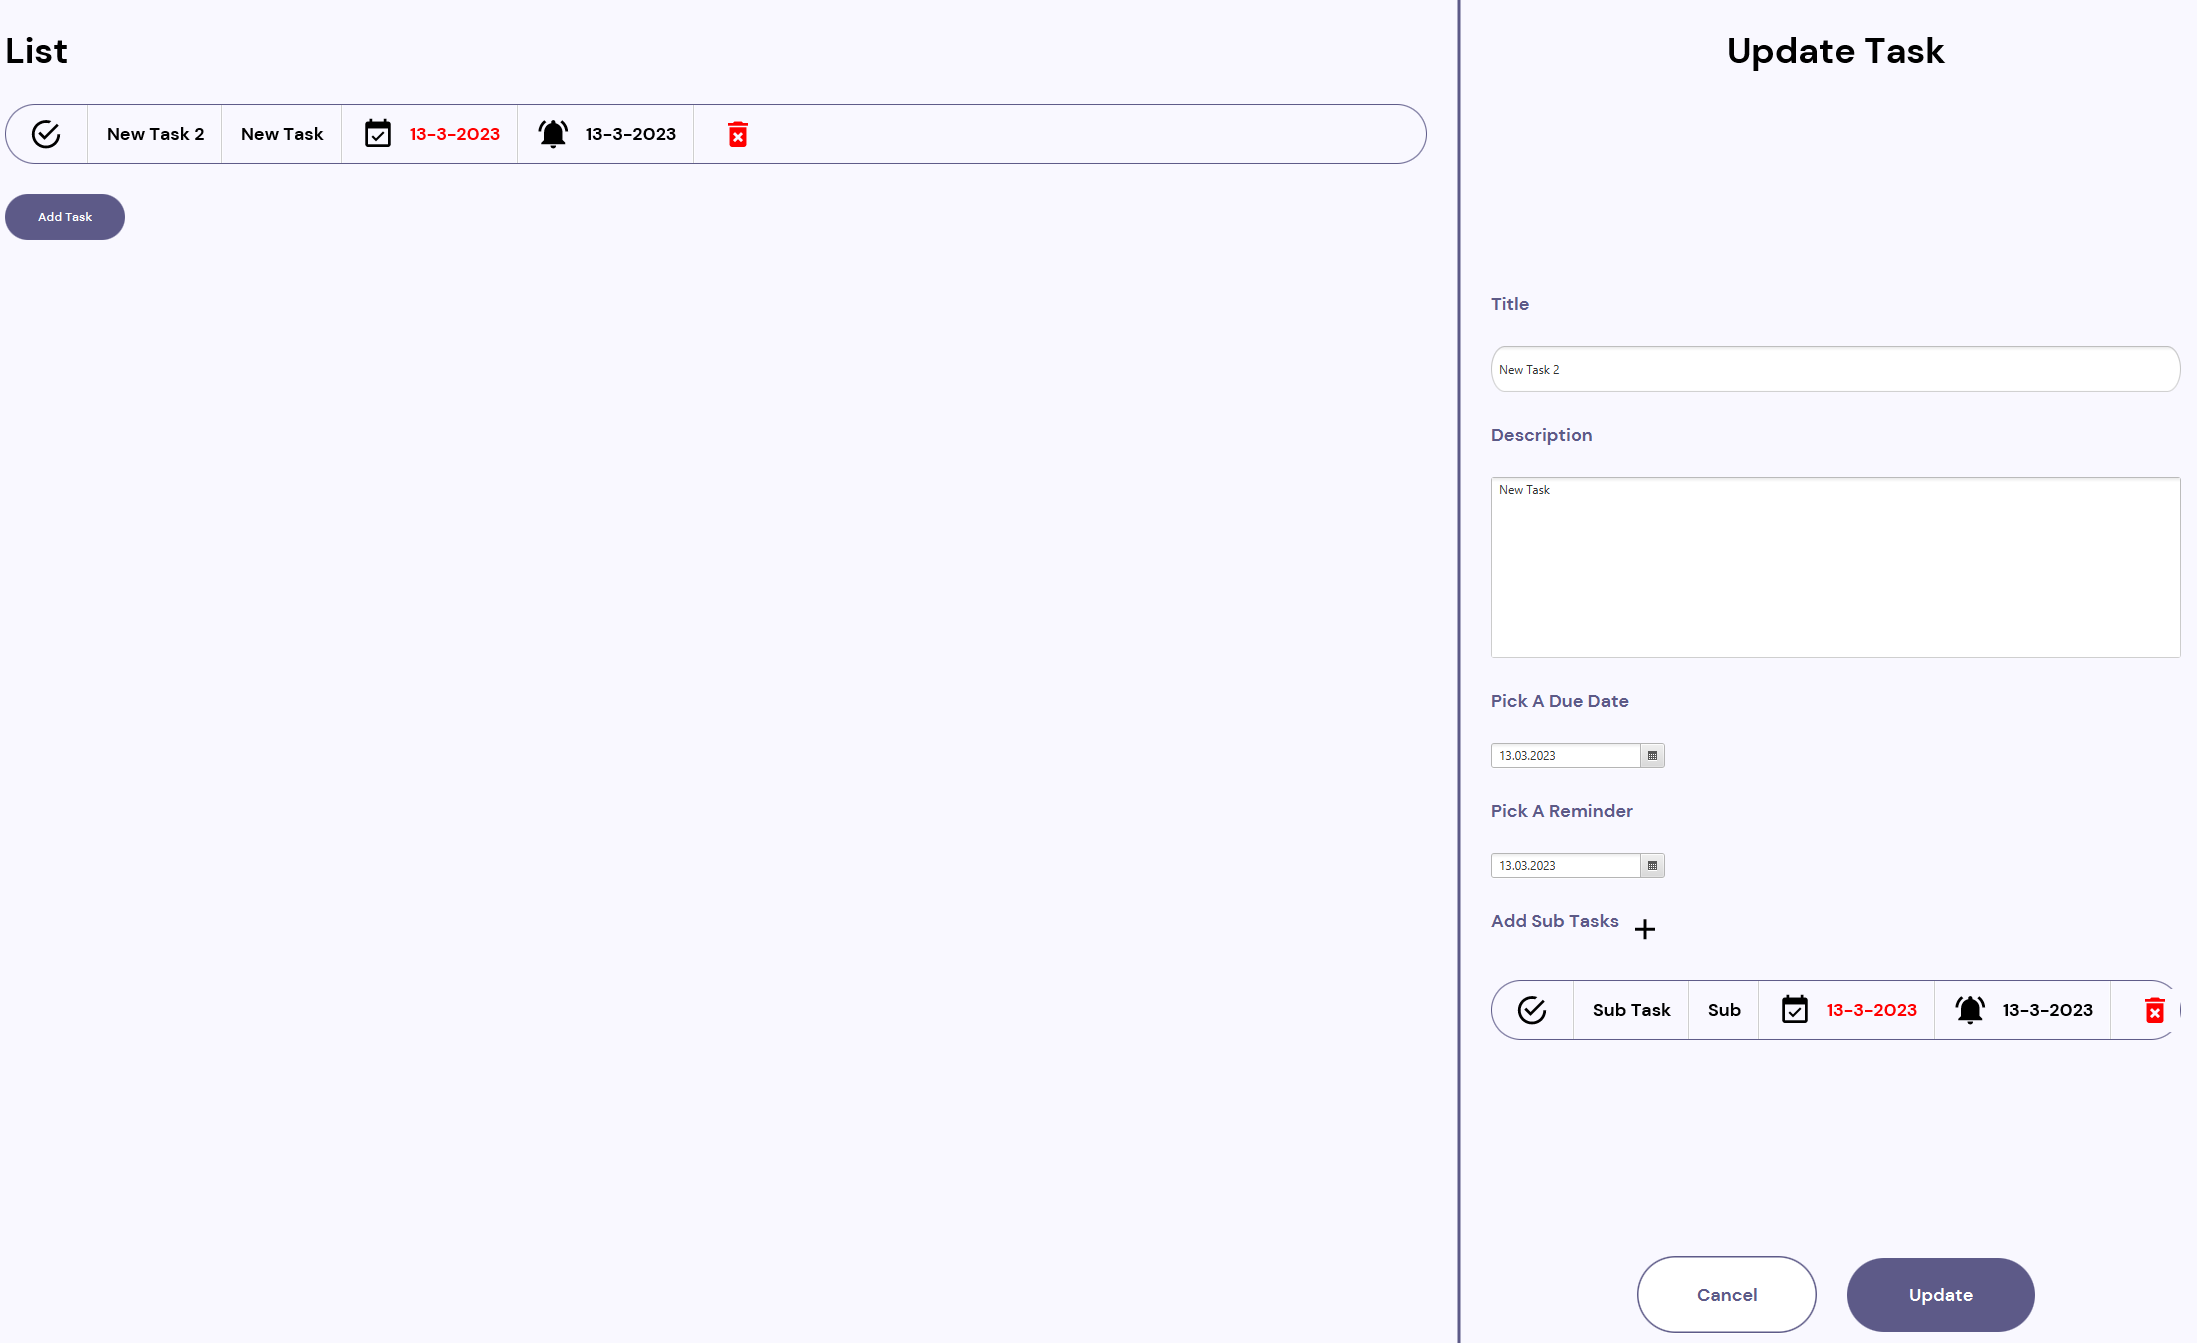 List
New Task 2 New Task 13-3-2023 13-3-2023
Add Task
Update Task
Title
New Task 2
Description
New Task
Pick A Due Date
13.03.2023
Pick A Reminder
13.03.2023
Add Sub Tasks
Sub Task Sub 13-3-2023 13-3-2023
Cancel Update